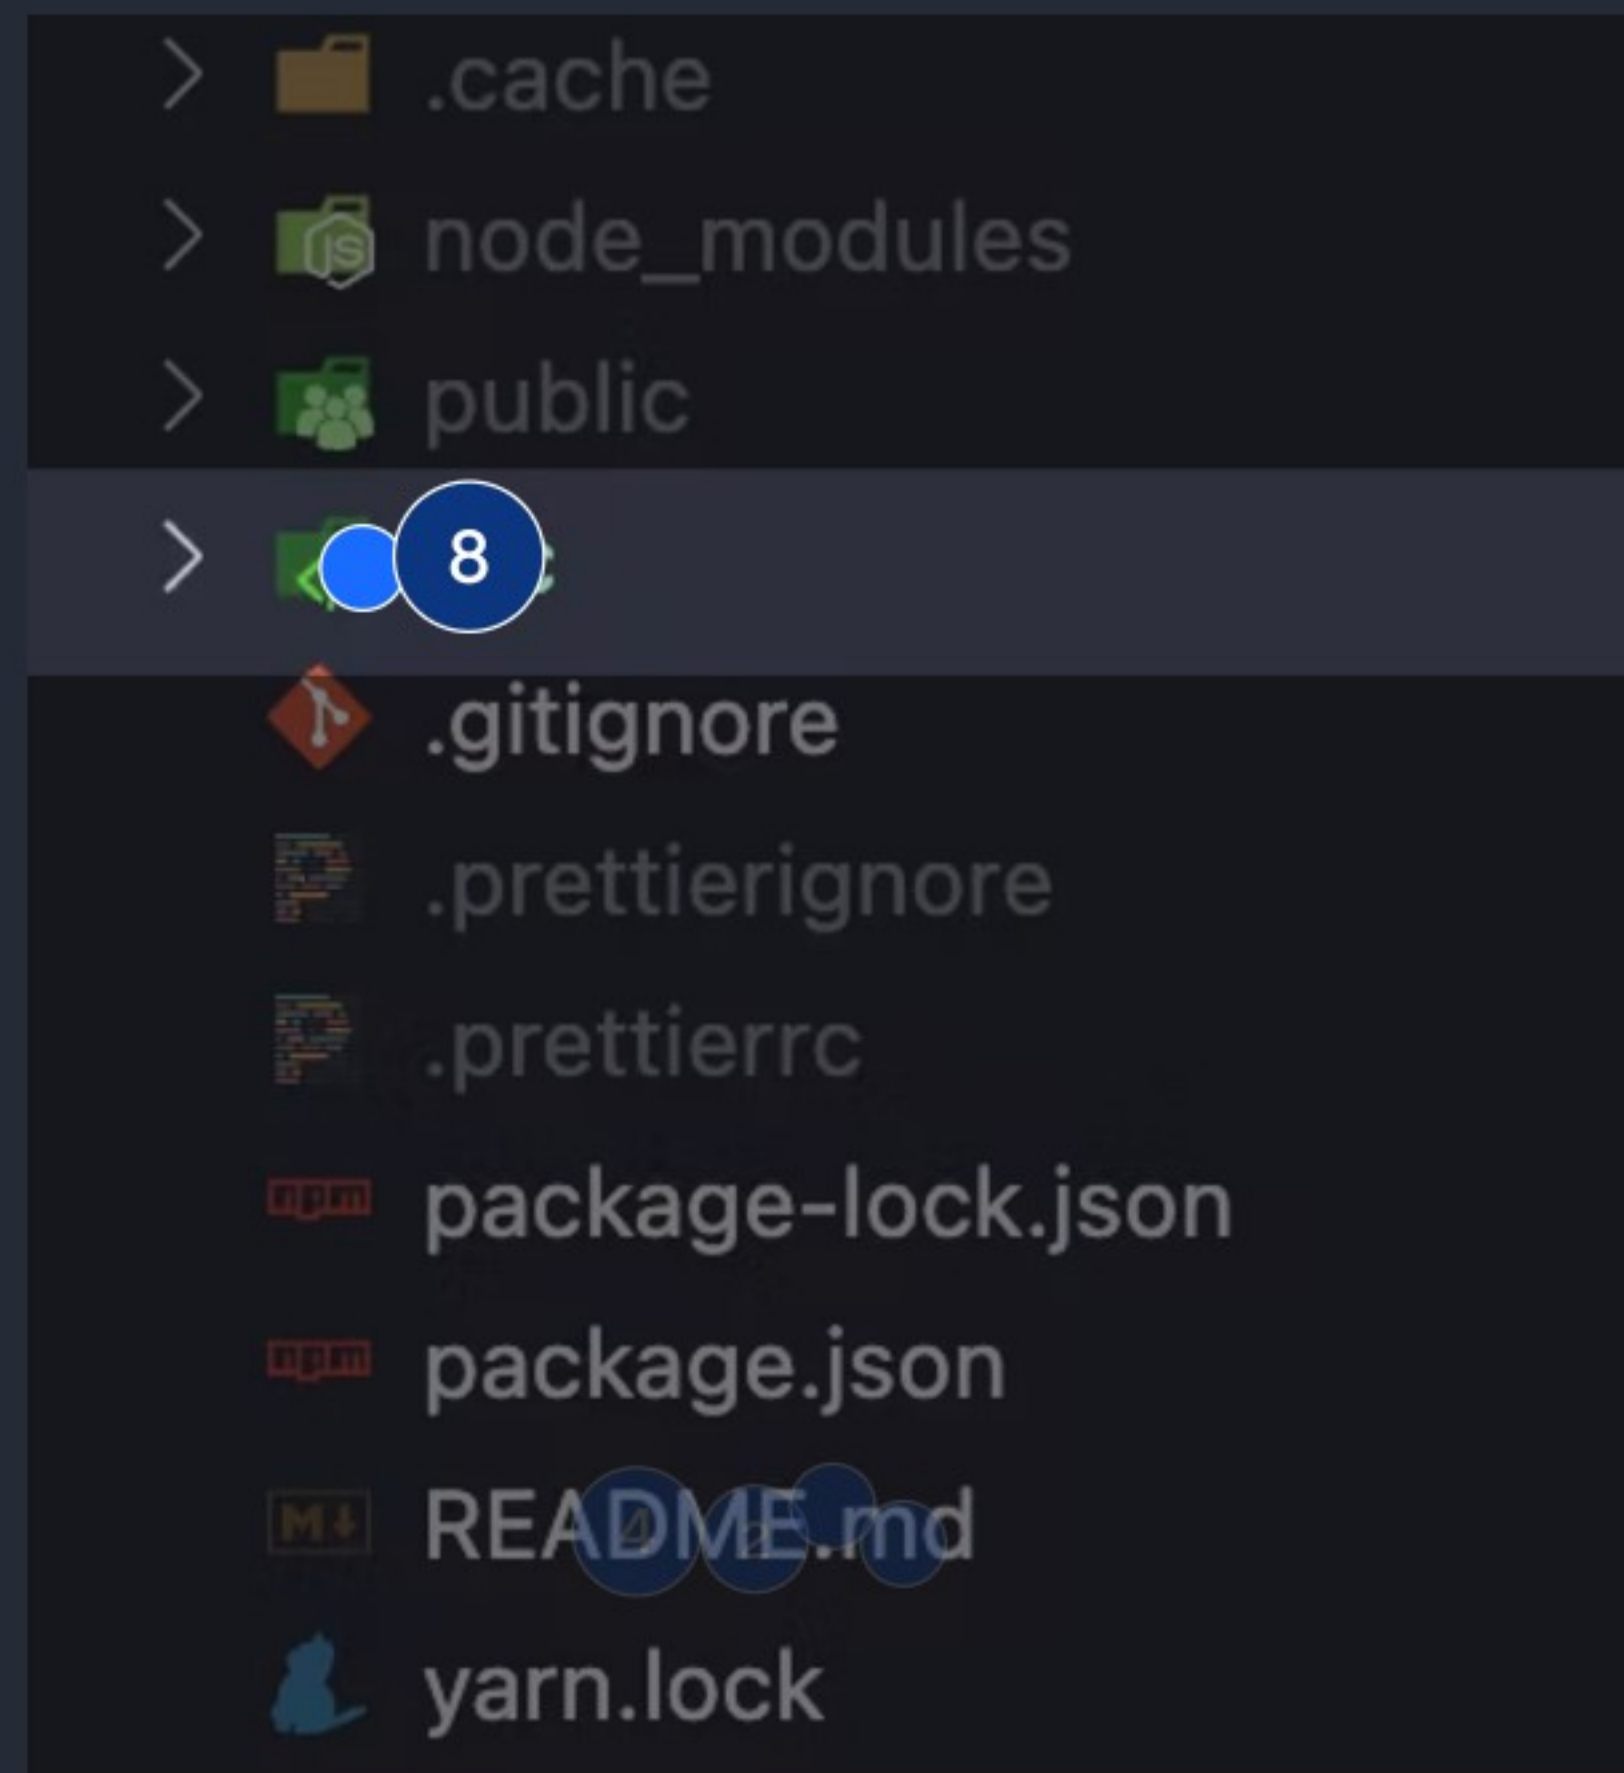 .cache
node_modules
public
8
.gitignore
.prettierignore
.prettierrc
package-lock.json
package.json
README.md
yarn.lock